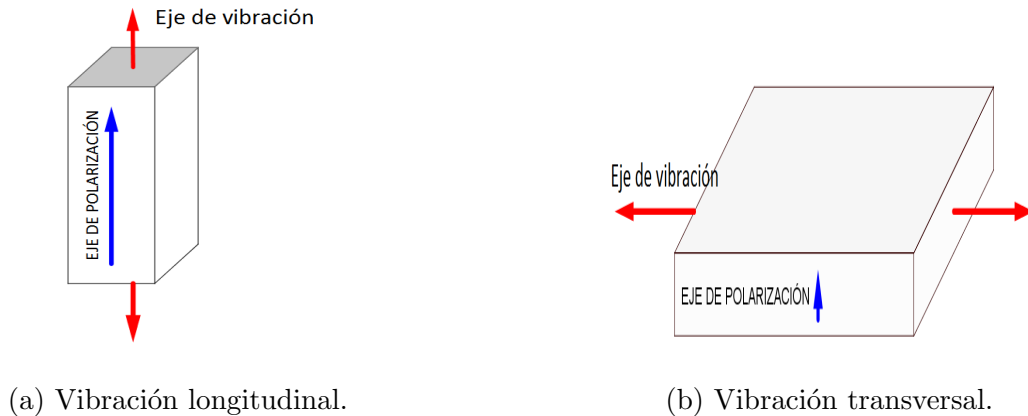 Eje de vibración
EJE DE POLARIZACIÓN
Eje de vibración
EJE DE POLARIZACIÓN
(a) Vibración longitudinal.
(b) Vibración transversal.